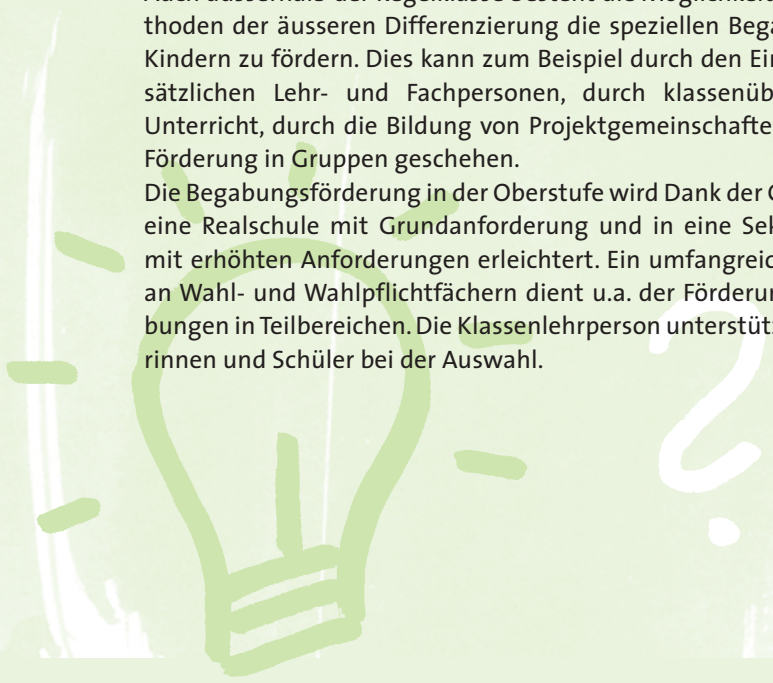 Auch ausserhalb der Regelklasse besteht die Möglichkeit
thoden der äusseren Differenzierung die speziellen Bega
Kindern zu fördern. Dies kann zum Beispiel durch den Ein
sätzlichen Lehr- und Fachpersonen, durch klassenüb
Unterricht, durch die Bildung von Projektgemeinschafte
Förderung in Gruppen geschehen.
Die Begabungsförderung in der Oberstufe wird Dank der
eine Realschule mit Grundanforderung und in eine Sek
mit erhöhten Anforderungen erleichtert. Ein umfangreic
an Wahl- und Wahlpflichtfächern dient u.a. der Förderun
bungen in Teilbereichen. Die Klassenlehrperson unterstüt
rinnen und Schüler bei der Auswahl.